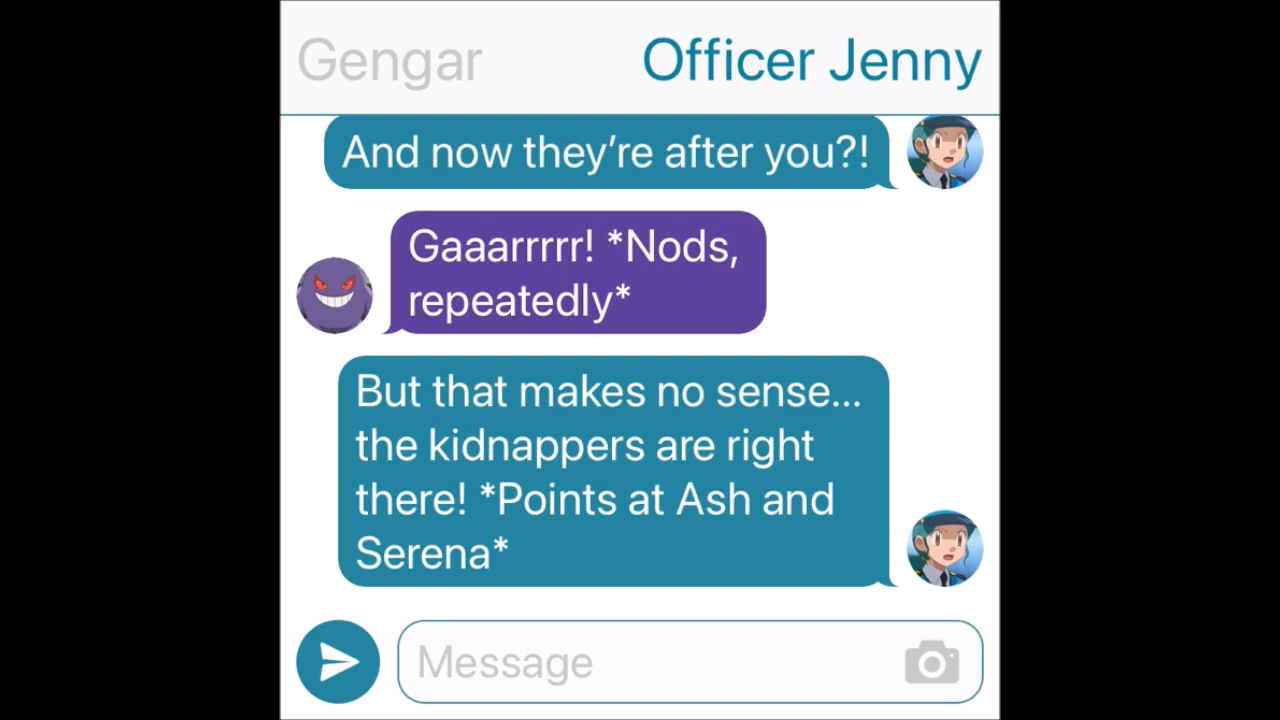 Gengar
Officer Jenny
And now they’re after you?!
Gaaarrrrr! *Nods,
repeatedly*
But that makes no sense...
the kidnappers are right
there! *Points at Ash and
Serena*
Message